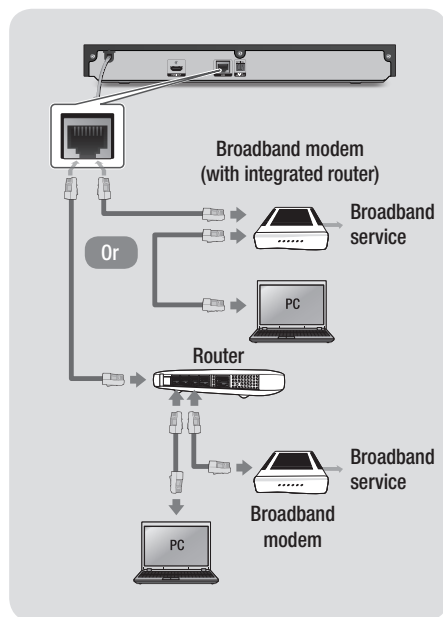 Broadband modem
(with integrated router)
Broadband
service
Or
PC
Router
Broadband
service
Broadband
modem
PC